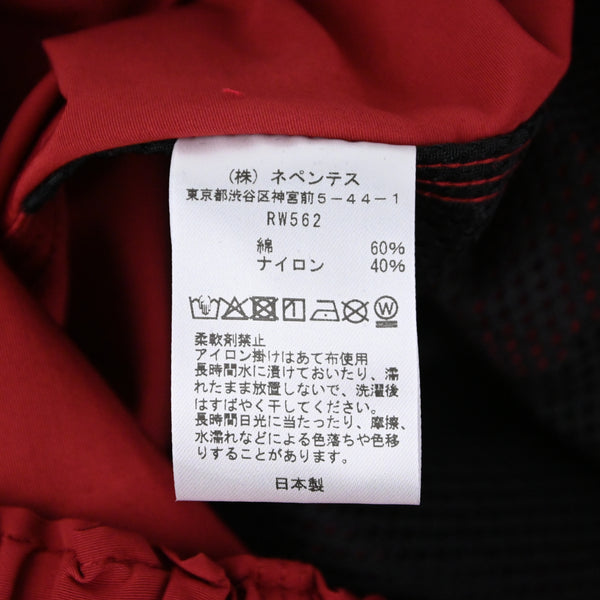 (株) ネペンテス
東京都渋谷区神宮前5-44-1
RW562
綿 60%
ナイロン 40%
W
柔軟剤禁止
アイロン掛けはあて布使用
長時間水に漬けておいたり、濡
れたまま放置しないで、洗濯後
はすばやく干してください。
長時間日光に当たったり、摩擦、
水濡れなどによる色落ちや色移
りすることがあります。
日本製